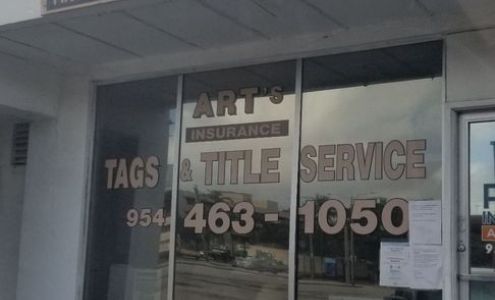 ART's
INSURANCE
TAGS & TITLE SERVICE
954-463-1050